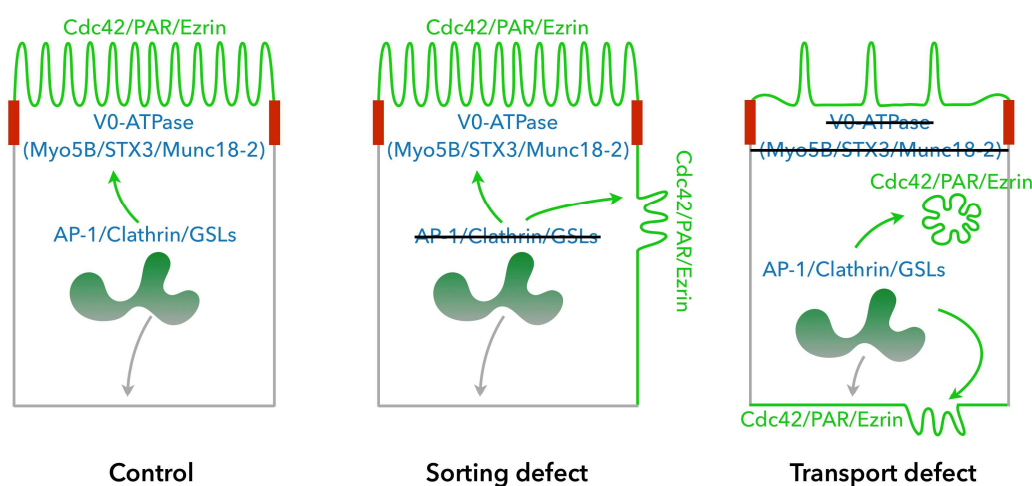 Cdc42/PAR/Ezrin
V0-ATPase
(Myo5B/STX3/Munc18-2)
AP-1/Clathrin/GSLs
Control
Cdc42/PAR/Ezrin
V0-ATPase
(Myo5B/STX3/Munc18-2)
AP-1/Clathrin/GSLs
Cdc42/PAR/Ezrin
Sorting defect
V0-ATPase
(Myo5B/STX3/Munc18-2)
Cdc42/PAR/Ezrin
AP-1/Clathrin/GSLs
Cdc42/PAR/Ezrin
Transport defect